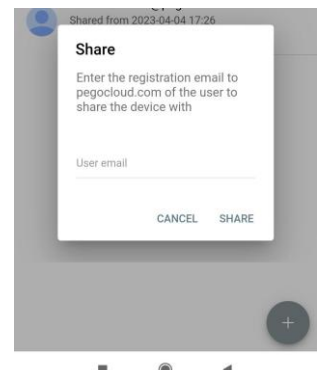 Shared from 2023-04-04 17:26
Share
Enter the registration email to
pegocloud.com of the user to
share the device with
User email
CANCEL SHARE